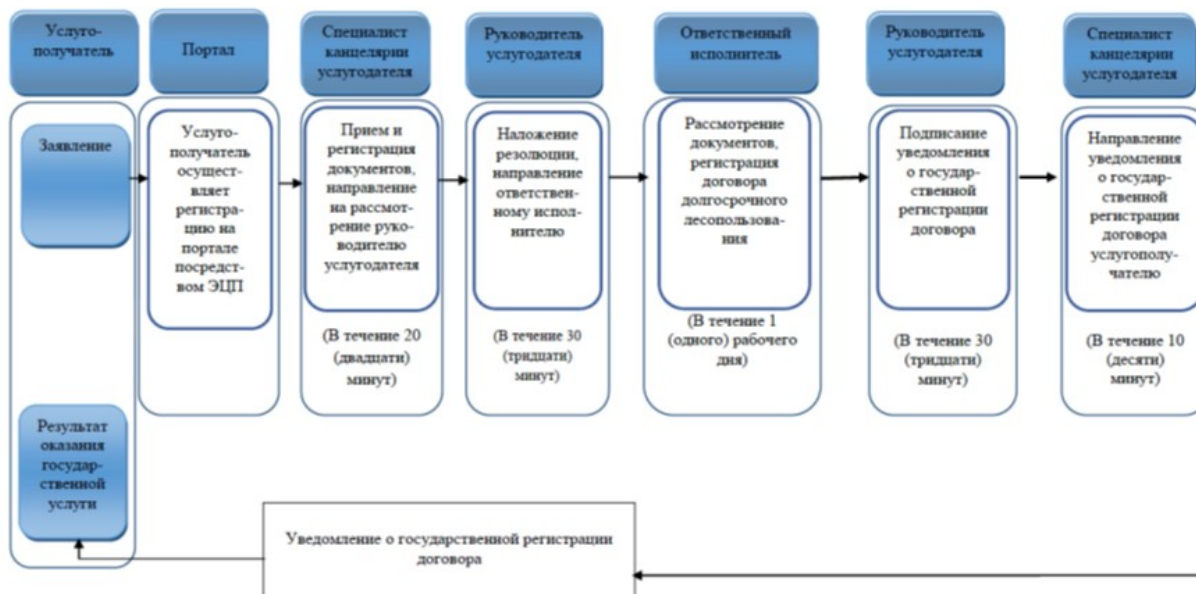 Услуго-
получатель
Портал
Специалист
канцелярии
услугодателя
Руководитель
услугодателя
Ответственный
исполнитель
Руководитель
услугодателя
Специалист
канцелярии
услугодателя
Заявление
Услуго-
получатель
осущест-
вляет
регистра-
цию на
портале
посредст-
вом ЭЦП
Прием и
регистрация
документов,
направление
на рассмот-
рение руко-
водителю
услугодателя
(В течение 20
(двадцати)
минут)
Наложение
резолюции,
направление
ответствен-
ному испол-
нителю
(В течение 30
(тридцати)
минут)
Рассмотрение
документов,
регистрация
договора
долгосрочного
лесопользова-
ния
(В течение 1
(одного) рабочего
дня)
Подписание
уведомления
о государ-
ственной
регистрации
договора
(В течение 30
(тридцати)
минут)
Направление
уведомления
о государ-
ственной
регистрации
договора
услугополу-
чателю
(В течение 10
(десяти)
минут)
Результат
оказания
государ-
ственной
услуги
Уведомление о государственной регистрации
договора